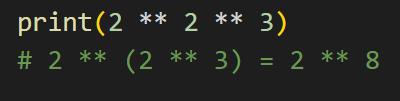 print(2 ** 2 ** 3)
# 2 ** (2 ** 3) = 2 ** 8